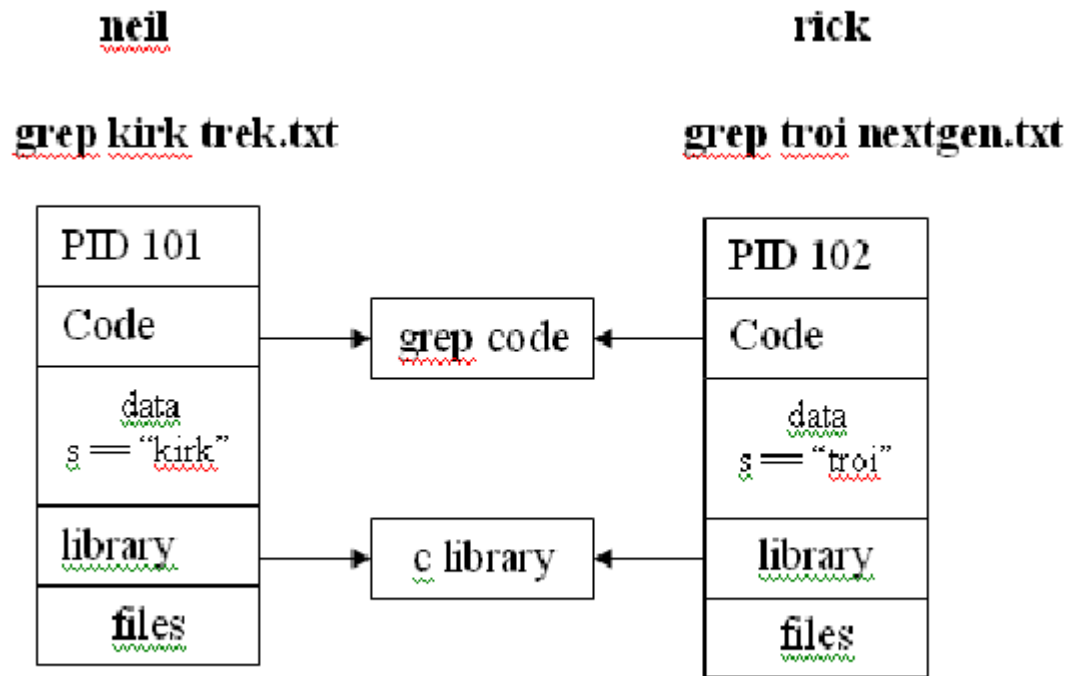 neil
rick
grep kirk trek.txt
grep troi nextgen.txt
PID 101
Code
data
s == “kirk”
library
files
grep code
c library
PID 102
Code
data
s == “troi”
library
files